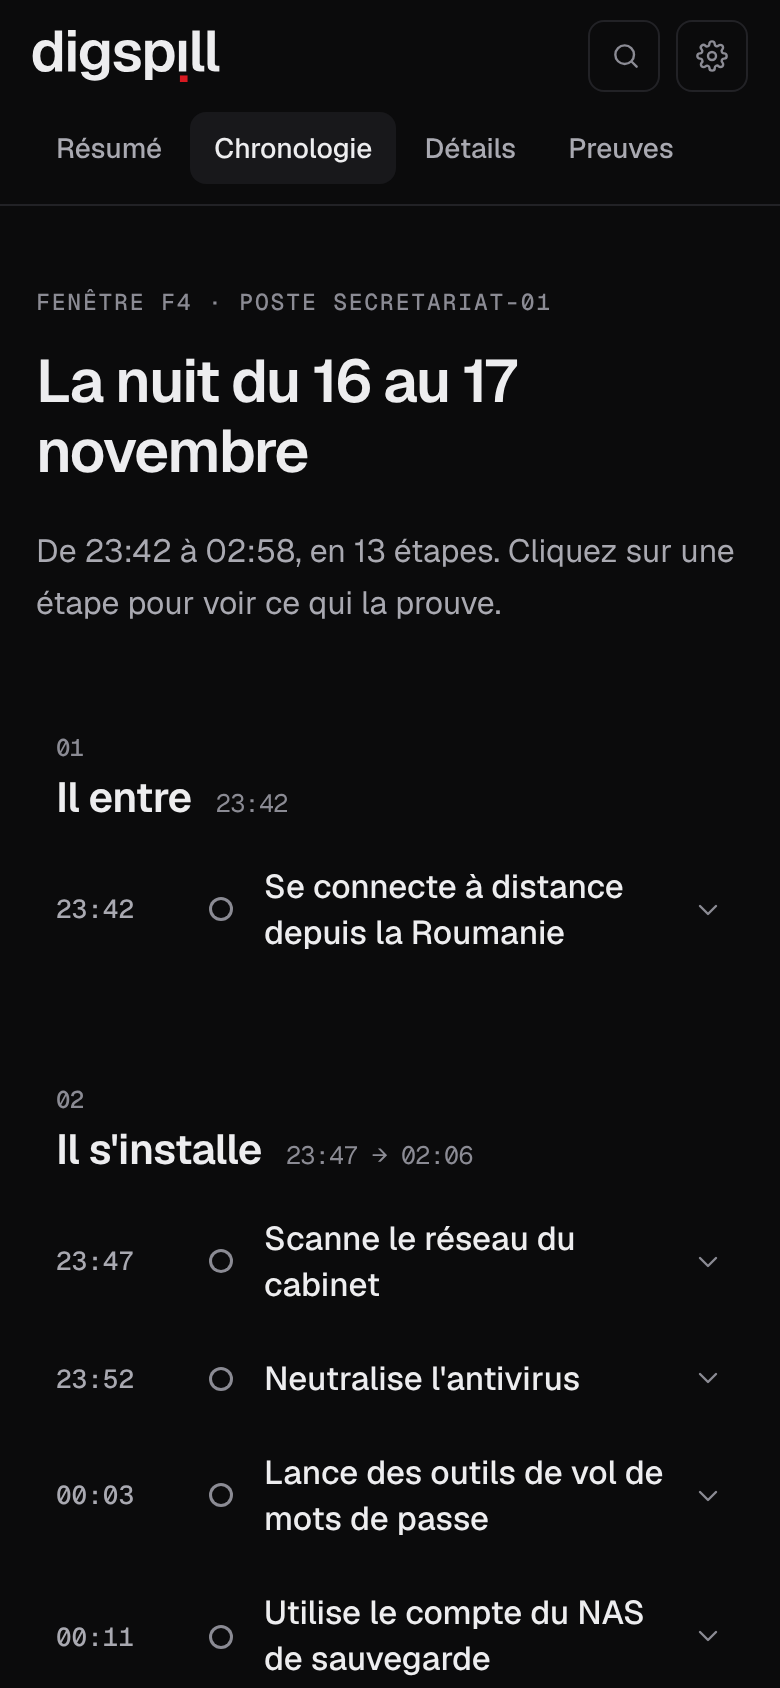 digspill
Résumé
Chronologie
Détails
Preuves
FENÊTRE F4 · POSTE SECRETARIAT-01
La nuit du 16 au 17
novembre
De 23:42 à 02:58, en 13 étapes. Cliquez sur une
étape pour voir ce qui la prouve.
01
Il entre 23:42
23:42
Se connecte à distance
depuis la Roumanie
02
Il s'installe 23:47 → 02:06
23:47
Scanne le réseau du
cabinet
23:52
Neutralise l'antivirus
00:03
Lance des outils de vol de
mots de passe
00:11
Utilise le compte du NAS
de sauvegarde